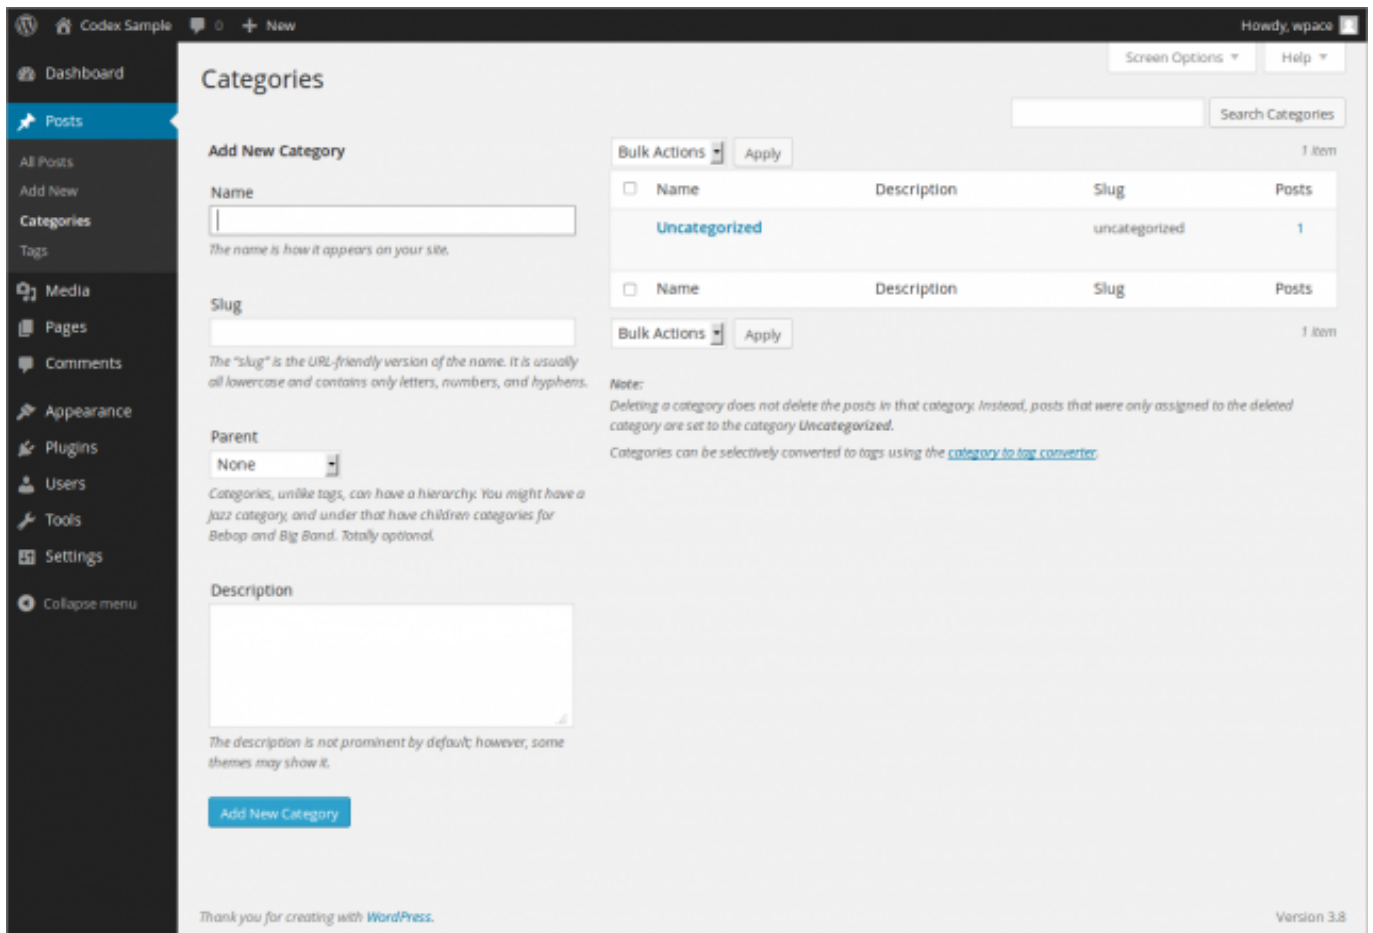 Codex Sample 0 New Howdy, wpace
Screen Options Help
Dashboard
Posts
All Posts
Add New
Categories
Tags
Media
Pages
Comments
Appearance
Plugins
Users
Tools
Settings
Collapse menu
Categories
Search Categories
Add New Category
Name
The name is how it appears on your site.
Slug
The "slug" is the URL-friendly version of the name. It is usually
all lowercase and contains only letters, numbers, and hyphens.
Parent
None
Categories, unlike tags, can have a hierarchy. You might have a
Jazz category, and under that have children categories for
Bebop and Big Band. Totally optional.
Description
The description is not prominent by default; however, some
themes may show it.
Add New Category
Bulk Actions Apply 1 item
Name Description Slug Posts
Uncategorized uncategorized 1
Name Description Slug Posts
Bulk Actions Apply 1 item
Note:
Deleting a category does not delete the posts in that category. Instead, posts that were only assigned to the deleted
category are set to the category Uncategorized.
Categories can be selectively converted to tags using the category to tag converter.
Thank you for creating with WordPress. Version 3.8